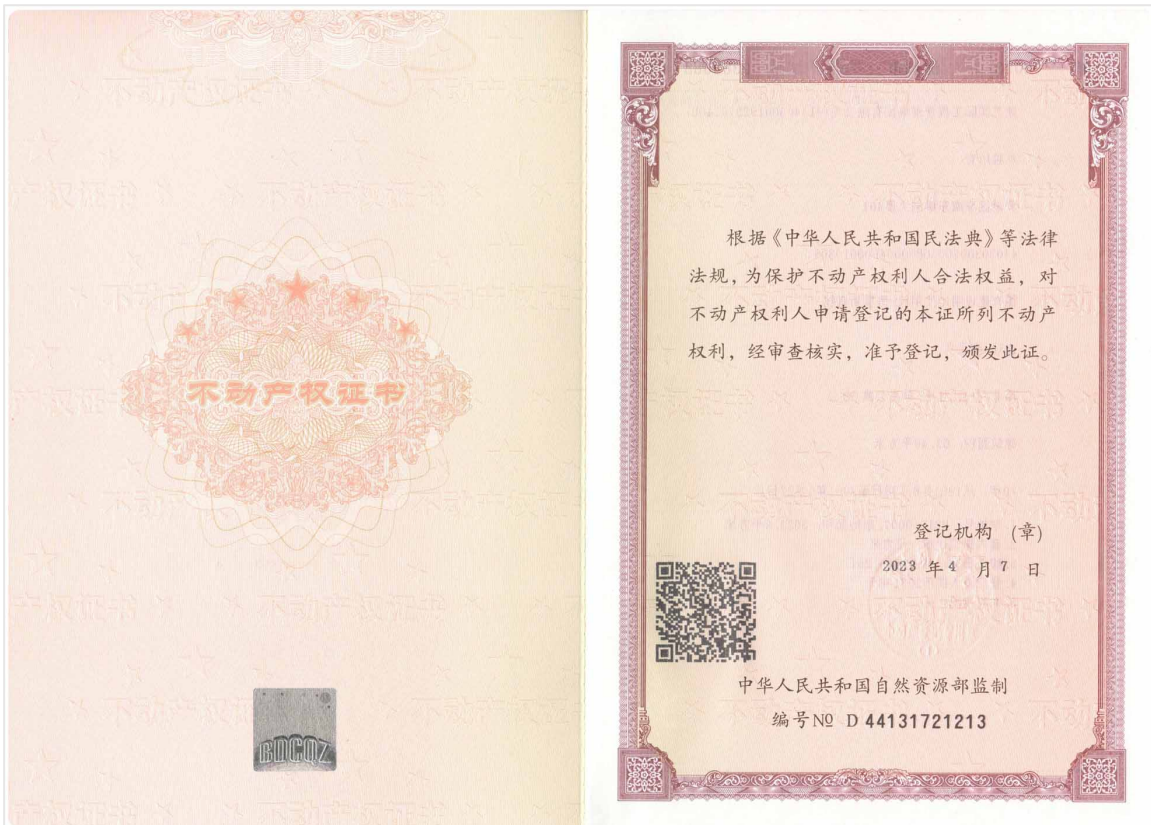 不动产权证书
BDCQZ
根据《中华人民共和国民法典》等法律
法规，为保护不动产权利人合法权益，对
不动产权利人申请登记的本证所列不动产
权利，经审查核实，准予登记，颁发此证。
登记机构 (章)
2023 年 4 月 7 日
中华人民共和国自然资源部监制
编号№ D 44131721213